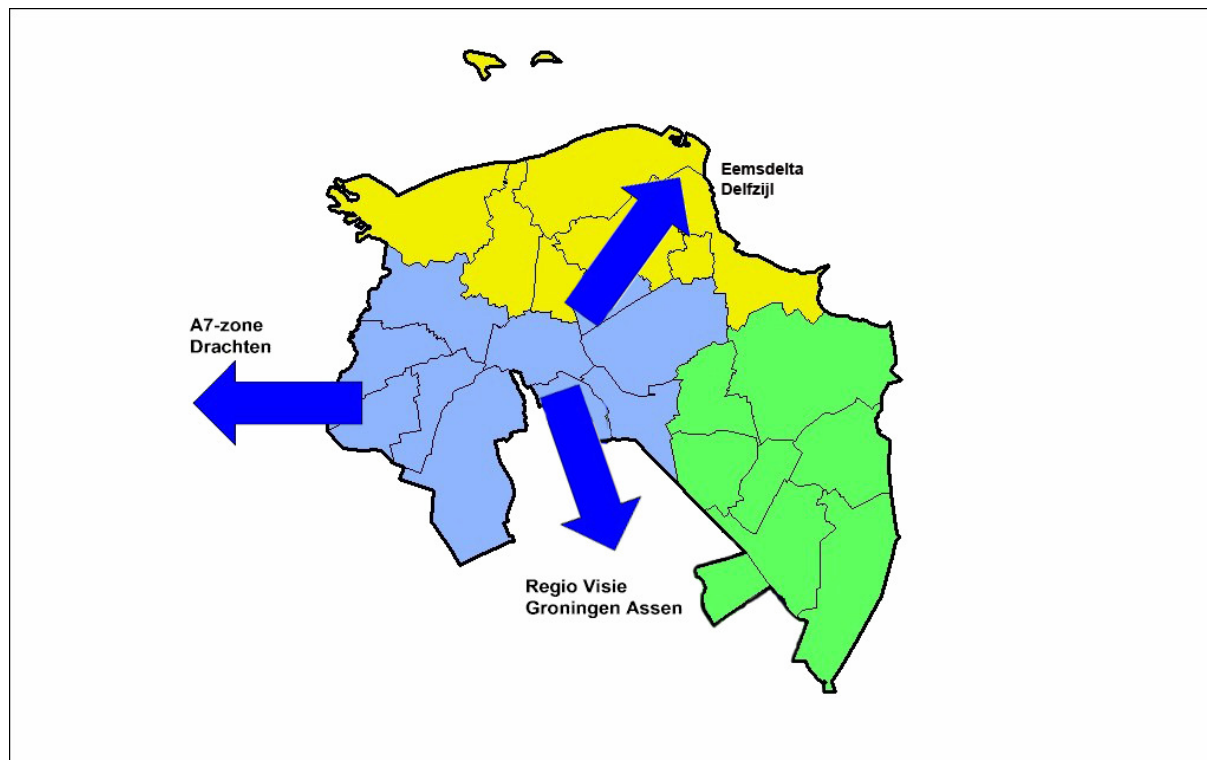 Eemsdelta
Delfzijl
A7-zone
Drachten
Regio Visie
Groningen Assen